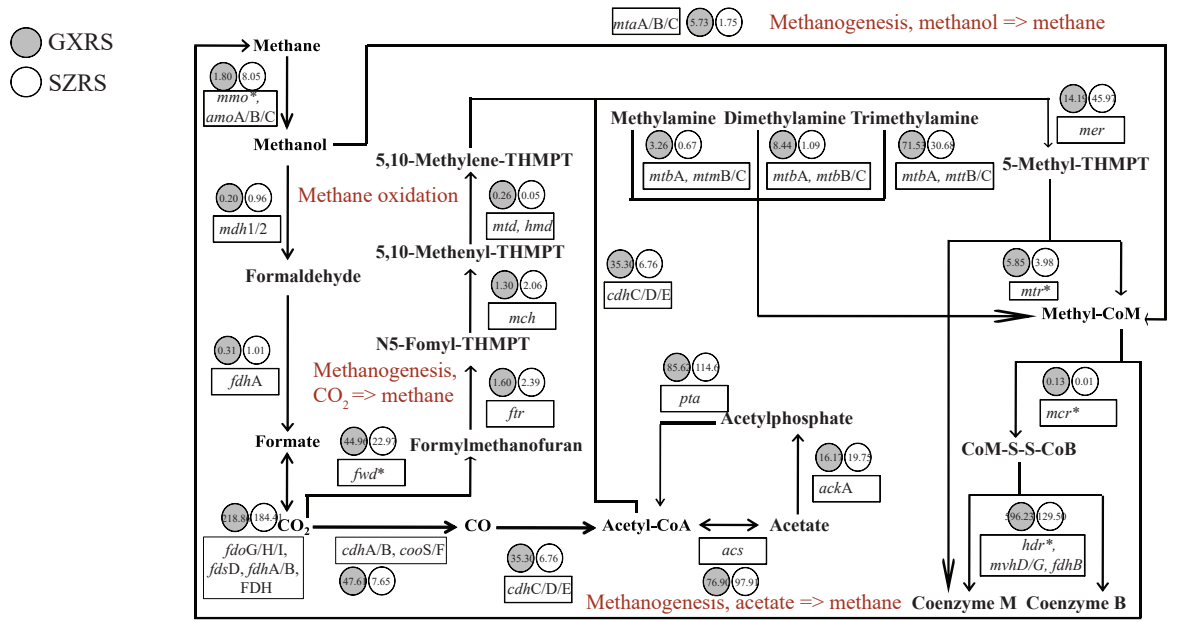 mtaA/B/C 5.73 1.75 Methanogenesis, methanol => methane
GXRS
SZRS
Methane
1.80 8.05
mmo*,
amoA/B/C
Methanol
14.19 45.97
mer
Methylamine Dimethylamine Trimethylamine
3.26 0.67
mtbA, mtmB/C
8.44 1.09
mtbA, mtbB/C
71.53 30.68
mtbA, mttB/C
5,10-Methylene-THMPT
5-Methyl-THMPT
Methane oxidation
0.20 0.96
mdh1/2
0.26 0.05
mtd, hmd
5,10-Methenyl-THMPT
Formaldehyde
35.30 6.76
cdhC/D/E
5.85 3.98
mtr*
1.30 2.06
mch
Methyl-CoM
N5-Fomyl-THMPT
0.31 1.01
fdhA
Methanogenesis,
CO2 => methane
1.60 2.39
ftr
85.62 114.6
pta
0.13 0.01
mcr*
Acetylphosphate
Formate
44.96 22.97
fwd*
Formylmethanofuran
CoM-S-S-CoB
16.17 19.75
ackA
218.86 184.41
CO2
CO
Acetyl-CoA
Acetate
596.23 129.50
hdr*,
mvhD/G, fdhB
fdoG/H/I,
fdsD, fdhA/B,
FDH
cdhA/B, cooS/F
47.61 7.65
35.30 6.76
cdhC/D/E
acs
76.90 97.91
Methanogenesis, acetate => methane
Coenzyme M Coenzyme B